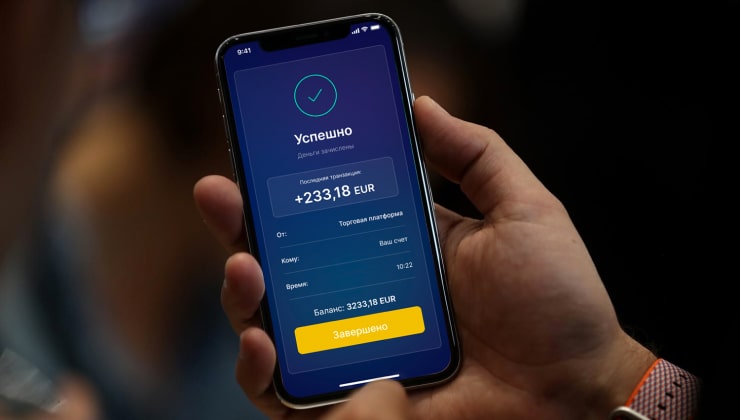 9:41
Успешно
Деньги зачислены
Последняя транзакция:
+233,18 EUR
От: Торговая платформа
Кому: Ваш счет
Время: 10:22
Баланс: 3233,18 EUR
Завершено